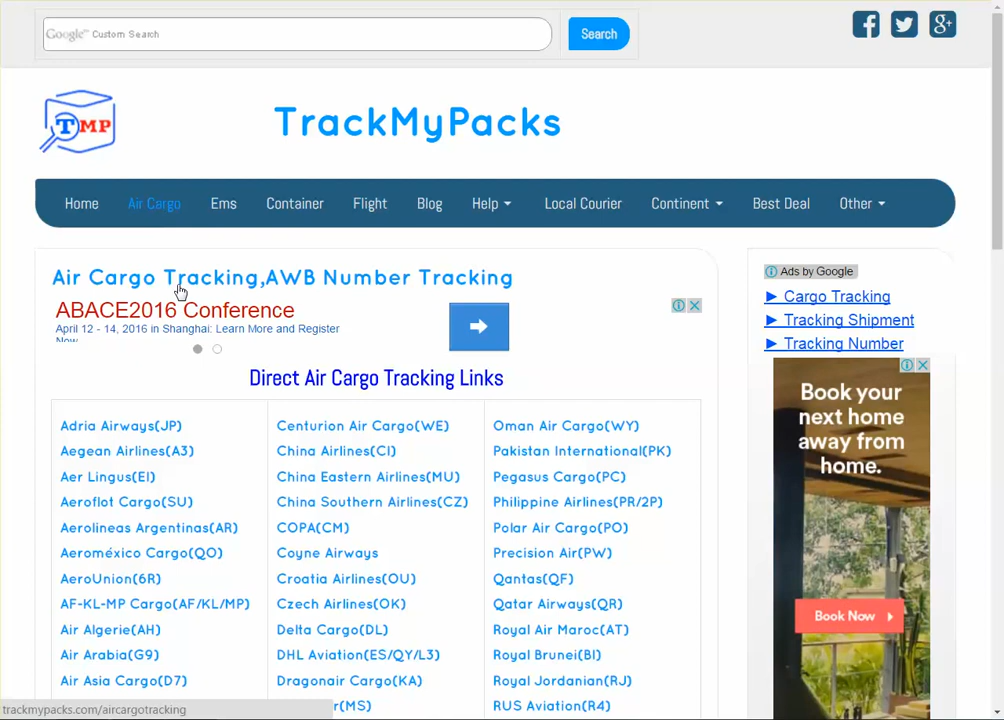 Google™ Custom Search
Search
TMP
TrackMyPacks
Home Air Cargo Ems Container Flight Blog Help Local Courier Continent Best Deal Other
Air Cargo Tracking,AWB Number Tracking
ABACE2016 Conference
April 12 - 14, 2016 in Shanghai: Learn More and Register
Now
Direct Air Cargo Tracking Links
Adria Airways(JP)
Aegean Airlines(A3)
Aer Lingus(EI)
Aeroflot Cargo(SU)
Aerolineas Argentinas(AR)
Aeroméxico Cargo(QO)
AeroUnion(6R)
AF-KL-MP Cargo(AF/KL/MP)
Air Algerie(AH)
Air Arabia(G9)
Air Asia Cargo(D7)
Centurion Air Cargo(WE)
China Airlines(CI)
China Eastern Airlines(MU)
China Southern Airlines(CZ)
COPA(CM)
Coyne Airways
Croatia Airlines(OU)
Czech Airlines(OK)
Delta Cargo(DL)
DHL Aviation(ES/QY/L3)
Dragonair Cargo(KA)
r(MS)
Oman Air Cargo(WY)
Pakistan International(PK)
Pegasus Cargo(PC)
Philippine Airlines(PR/2P)
Polar Air Cargo(PO)
Precision Air(PW)
Qantas(QF)
Qatar Airways(QR)
Royal Air Maroc(AT)
Royal Brunei(BI)
Royal Jordanian(RJ)
RUS Aviation(R4)
Ads by Google
► Cargo Tracking
► Tracking Shipment
► Tracking Number
Book your
next home
away from
home.
Book Now
trackmypacks.com/aircargotracking